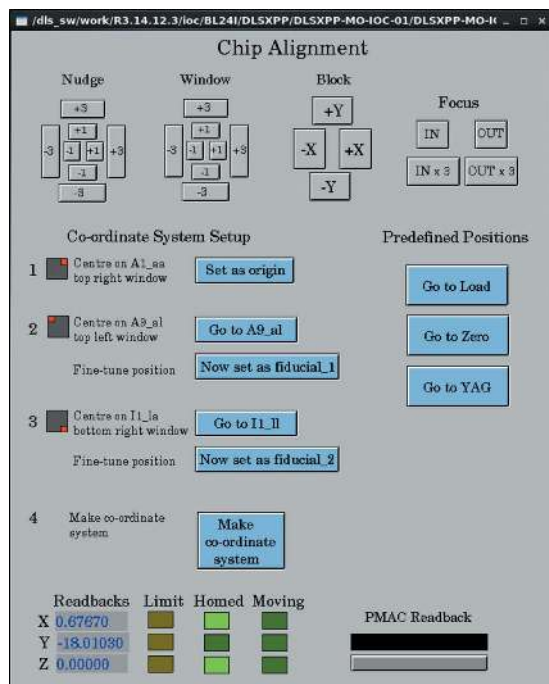 /dls_sw/work/R3.14.12.3/ioc/BL24I/DLSXPP/DLSXPP-MO-IOC-01/DLSXPP-MO-I
Chip Alignment
Nudge Window Block
Focus
+3 +3 +Y
+1 +1 IN OUT
-3 -1 +1 +3 -3 -1 +1 +3 -X +X
-1 -1 IN x 3 OUT x 3
-3 -3 -Y
Co-ordinate System Setup Predefined Positions
1 Centre on A1_aa
top right window
Set as origin
Go to Load
2 Centre on A9_al
top left window
Go to A9_al
Go to Zero
Fine-tune position Now set as fiducial_1
Go to YAG
3 Centre on I1_la
bottom right window
Go to I1_ll
Fine-tune position Now set as fiducial_2
4 Make co-ordinate
system
Make
co-ordinate
system
Readbacks Limit Homed Moving
X 0.67670 PMAC Readback
Y -18.01030
Z 0.00000